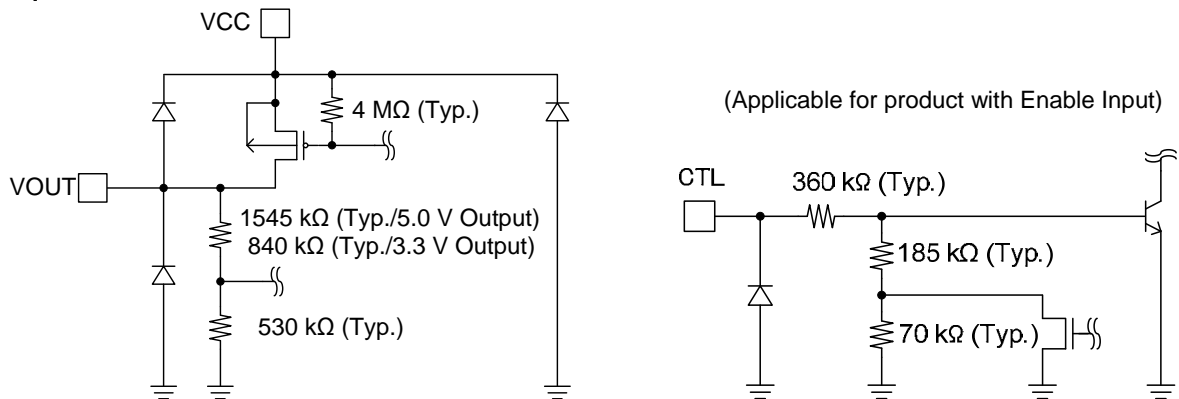 VCC
4 MΩ (Typ.)
VOUT
1545 kΩ (Typ./5.0 V Output)
840 kΩ (Typ./3.3 V Output)
530 kΩ (Typ.)
(Applicable for product with Enable Input)
CTL
360 kΩ (Typ.)
185 kΩ (Typ.)
70 kΩ (Typ.)